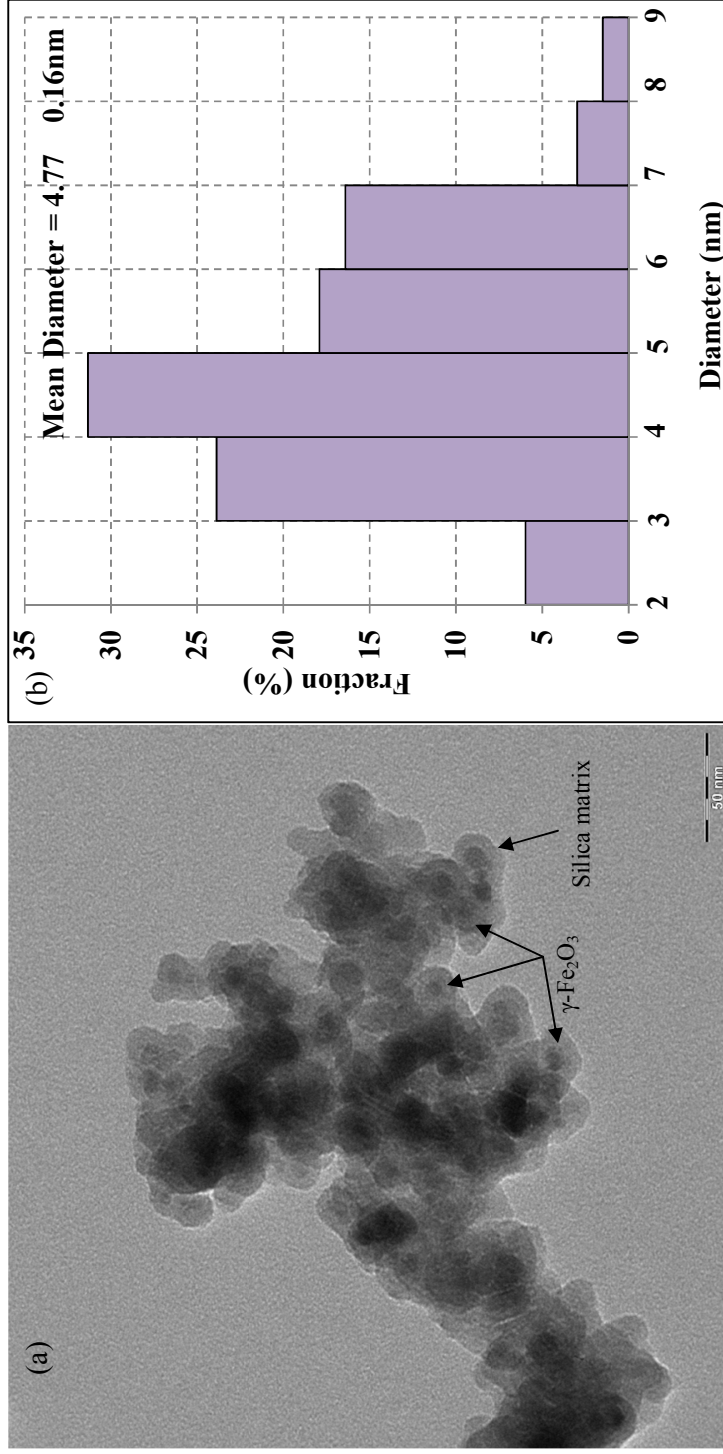 (a)
γ-Fe₂O₃
Silica matrix
50 nm
(b)
Mean Diameter = 4.77 0.16nm
Fraction (%)
35
30
25
20
15
10
5
0
2 3 4 5 6 7 8 9
Diameter (nm)